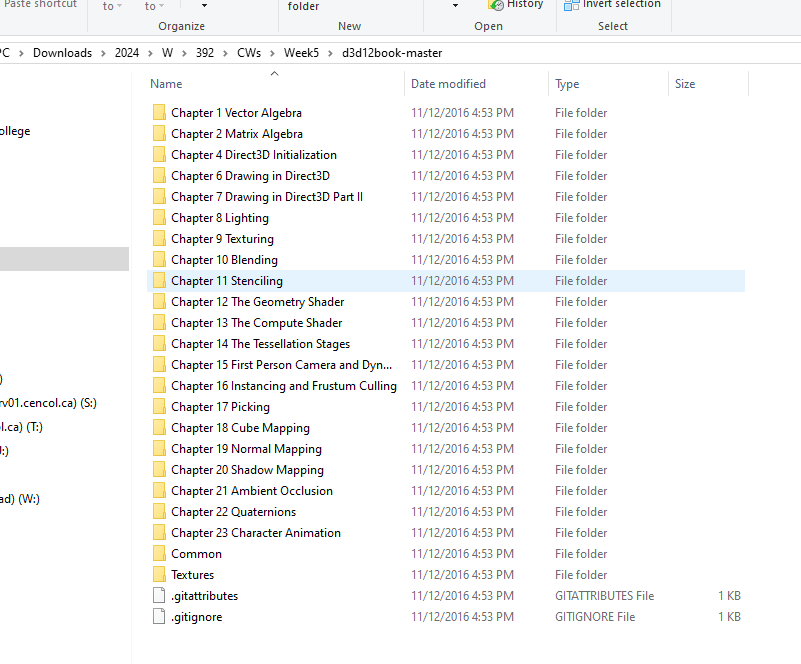 Paste shortcut to to folder History Invert selection
Organize New Open Select
PC > Downloads > 2024 > W > 392 > CWs > Week5 > d3d12book-master
Name Date modified Type Size
Chapter 1 Vector Algebra 11/12/2016 4:53 PM File folder
Chapter 2 Matrix Algebra 11/12/2016 4:53 PM File folder
ollege
Chapter 4 Direct3D Initialization 11/12/2016 4:53 PM File folder
Chapter 6 Drawing in Direct3D 11/12/2016 4:53 PM File folder
Chapter 7 Drawing in Direct3D Part II 11/12/2016 4:53 PM File folder
Chapter 8 Lighting 11/12/2016 4:53 PM File folder
Chapter 9 Texturing 11/12/2016 4:53 PM File folder
Chapter 10 Blending 11/12/2016 4:53 PM File folder
Chapter 11 Stenciling 11/12/2016 4:53 PM File folder
Chapter 12 The Geometry Shader 11/12/2016 4:53 PM File folder
Chapter 13 The Compute Shader 11/12/2016 4:53 PM File folder
Chapter 14 The Tessellation Stages 11/12/2016 4:53 PM File folder
Chapter 15 First Person Camera and Dyn... 11/12/2016 4:53 PM File folder
)
Chapter 16 Instancing and Frustum Culling 11/12/2016 4:53 PM File folder
rv01.cencol.ca) (S:)
Chapter 17 Picking 11/12/2016 4:53 PM File folder
l.ca) (T:)
Chapter 18 Cube Mapping 11/12/2016 4:53 PM File folder
:)
Chapter 19 Normal Mapping 11/12/2016 4:53 PM File folder
Chapter 20 Shadow Mapping 11/12/2016 4:53 PM File folder
Chapter 21 Ambient Occlusion 11/12/2016 4:53 PM File folder
ad) (W:)
Chapter 22 Quaternions 11/12/2016 4:53 PM File folder
Chapter 23 Character Animation 11/12/2016 4:53 PM File folder
Common 11/12/2016 4:53 PM File folder
Textures 11/12/2016 4:53 PM File folder
.gitattributes 11/12/2016 4:53 PM GITATTRIBUTES File 1 KB
.gitignore 11/12/2016 4:53 PM GITIGNORE File 1 KB